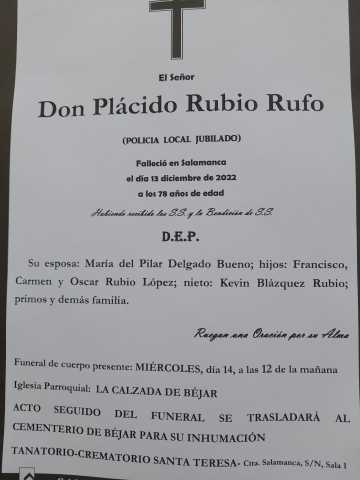 El Señor
Don Plácido Rubio Rufo
(POLICIA LOCAL JUBILADO)
Falleció en Salamanca
el día 13 diciembre de 2022
a los 78 años de edad
Habiendo recibido los S.S. y la Bendición de S.S.
D.E.P.
Su esposa: María del Pilar Delgado Bueno; hijos: Francisco,
Carmen y Oscar Rubio López; nieto: Kevin Blázquez Rubio;
primos y demás familia.
Ruegan una Oración por su Alma
Funeral de cuerpo presente: MIÉRCOLES, día 14, a las 12 de la mañana
Iglesia Parroquial: LA CALZADA DE BÉJAR
ACTO SEGUIDO DEL FUNERAL SE TRASLADARÁ AL
CEMENTERIO DE BÉJAR PARA SU INHUMACIÓN
TANATORIO-CREMATORIO SANTA TERESA- Ctra. Salamanca, S/N, Sala 1